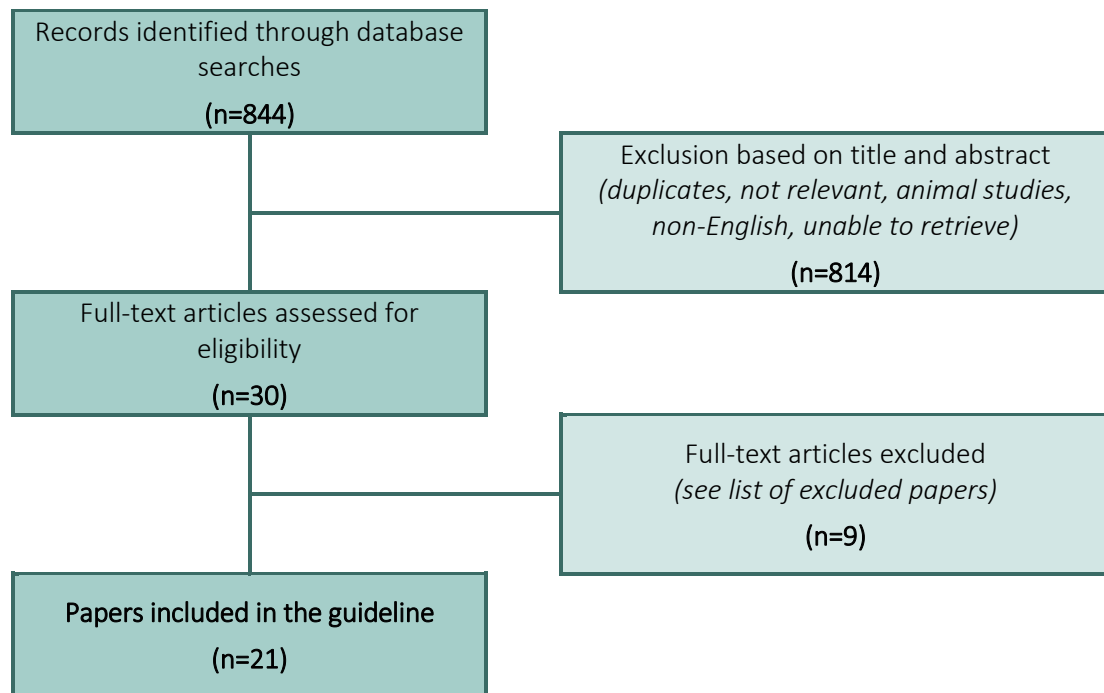 Records identified through database
searches
(n=844)
Exclusion based on title and abstract
(duplicates, not relevant, animal studies,
non-English, unable to retrieve)
(n=814)
Full-text articles assessed for
eligibility
(n=30)
Full-text articles excluded
(see list of excluded papers)
(n=9)
Papers included in the guideline
(n=21)